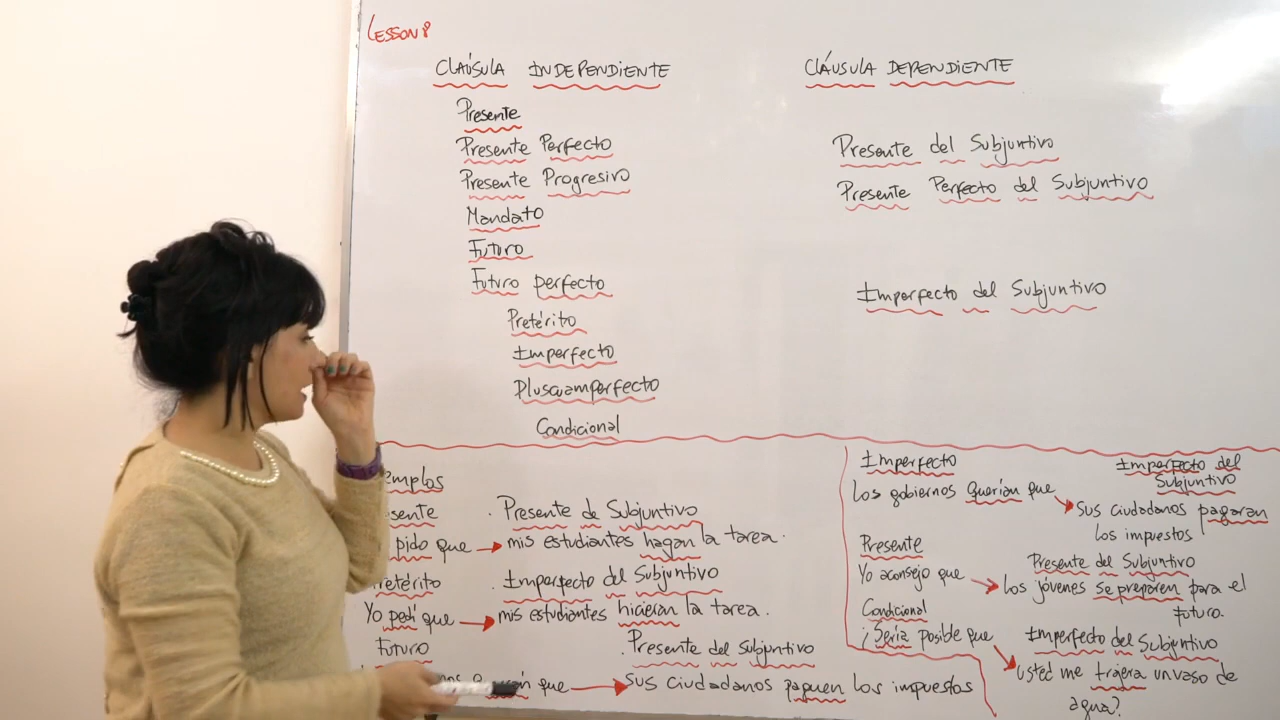 LESSON 8
CLAÚSULA INDEPENDIENTE
Presente
Presente Perfecto
Presente Progresivo
Mandato
Futuro
Futuro perfecto
Pretérito
Imperfecto
Pluscuamperfecto
Condicional
CLÁUSULA DEPENDIENTE
Presente del Subjuntivo
Presente Perfecto del Subjuntivo
Imperfecto del Subjuntivo
emplos
sente . Presente de Subjuntivo
pido que mis estudiantes hagan la tarea.
retérito . Imperfecto del Subjuntivo
Yo pedí que mis estudiantes hicieran la tarea.
Futuro . Presente del Subjuntivo
que sus ciudadanos paguen los impuestos
Imperfecto Imperfecto del
Subjuntivo
Los gobiernos querían que sus ciudadanos pagaran
los impuestos
Presente Presente del Subjuntivo
Yo aconsejo que los jóvenes se preparen para el
futuro.
Condicional Imperfecto del Subjuntivo
¿Sería posible que usted me trajera un vaso de
agua?